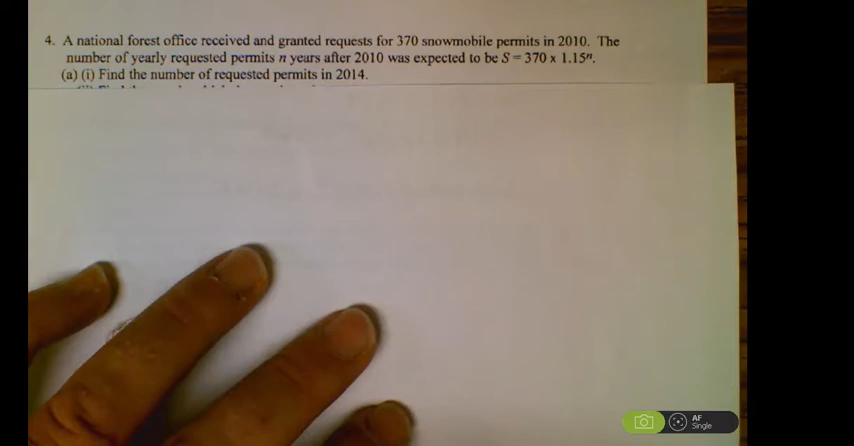 4. A national forest office received and granted requests for 370 snowmobile permits in 2010. The
number of yearly requested permits n years after 2010 was expected to be S = 370 x 1.15ⁿ.
(a) (i) Find the number of requested permits in 2014.
AF
Single